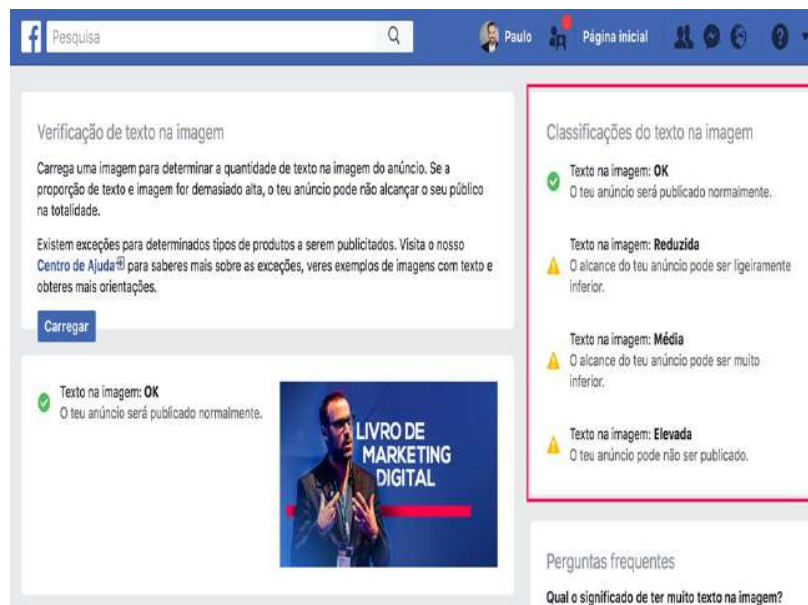 f
Pesquisa
Paulo
Página inicial
Verificação de texto na imagem
Carrega uma imagem para determinar a quantidade de texto na imagem do anúncio. Se a
proporção de texto e imagem for demasiado alta, o teu anúncio pode não alcançar o seu público
na totalidade.
Existem exceções para determinados tipos de produtos a serem publicitados. Visita o nosso
Centro de Ajuda para saberes mais sobre as exceções, veres exemplos de imagens com texto e
obteres mais orientações.
Carregar
Texto na imagem: OK
O teu anúncio será publicado normalmente.
LIVRO DE
MARKETING
DIGITAL
Classificações do texto na imagem
Texto na imagem: OK
O teu anúncio será publicado normalmente.
Texto na imagem: Reduzida
O alcance do teu anúncio pode ser ligeiramente
inferior.
Texto na imagem: Média
O alcance do teu anúncio pode ser muito
inferior.
Texto na imagem: Elevada
O teu anúncio pode não ser publicado.
Perguntas frequentes
Qual o significado de ter muito texto na imagem?